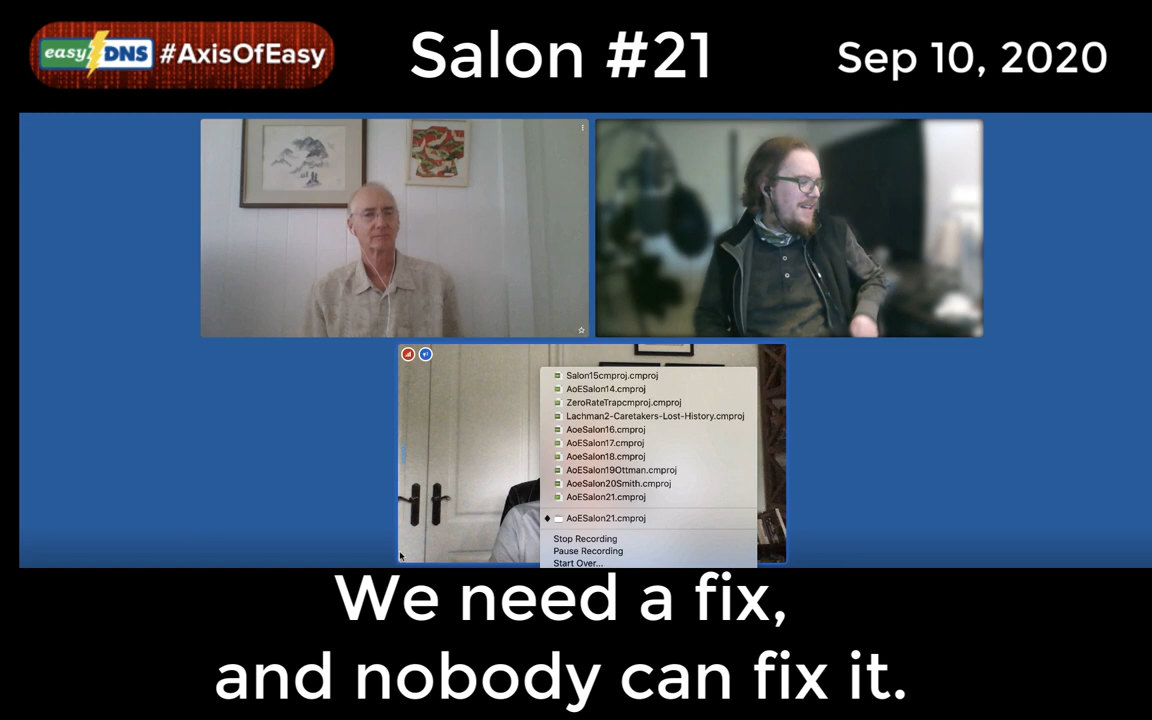 easyDNS #AxisOfEasy
Salon #21
Sep 10, 2020
Salon15cmproj.cmproj
AoESalon14.cmproj
ZeroRateTrapcmproj.cmproj
Lachman2-Caretakers-Lost-History.cmproj
AoeSalon16.cmproj
AoESalon17.cmproj
AoeSalon18.cmproj
AoESalon19Ottman.cmproj
AoeSalon20Smith.cmproj
AoESalon21.cmproj
AoESalon21.cmproj
Stop Recording
Pause Recording
Start Over...
We need a fix,
and nobody can fix it.